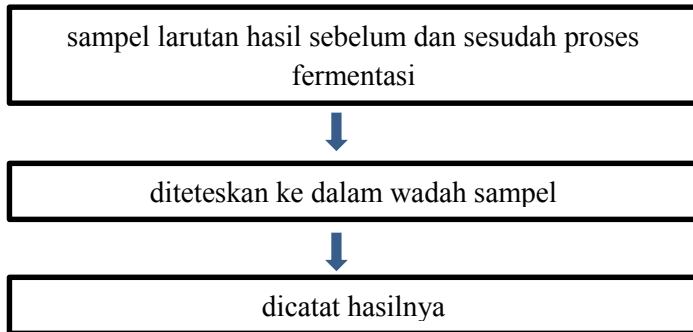 sampel larutan hasil sebelum dan sesudah proses
fermentasi
diteteskan ke dalam wadah sampel
dicatat hasilnya